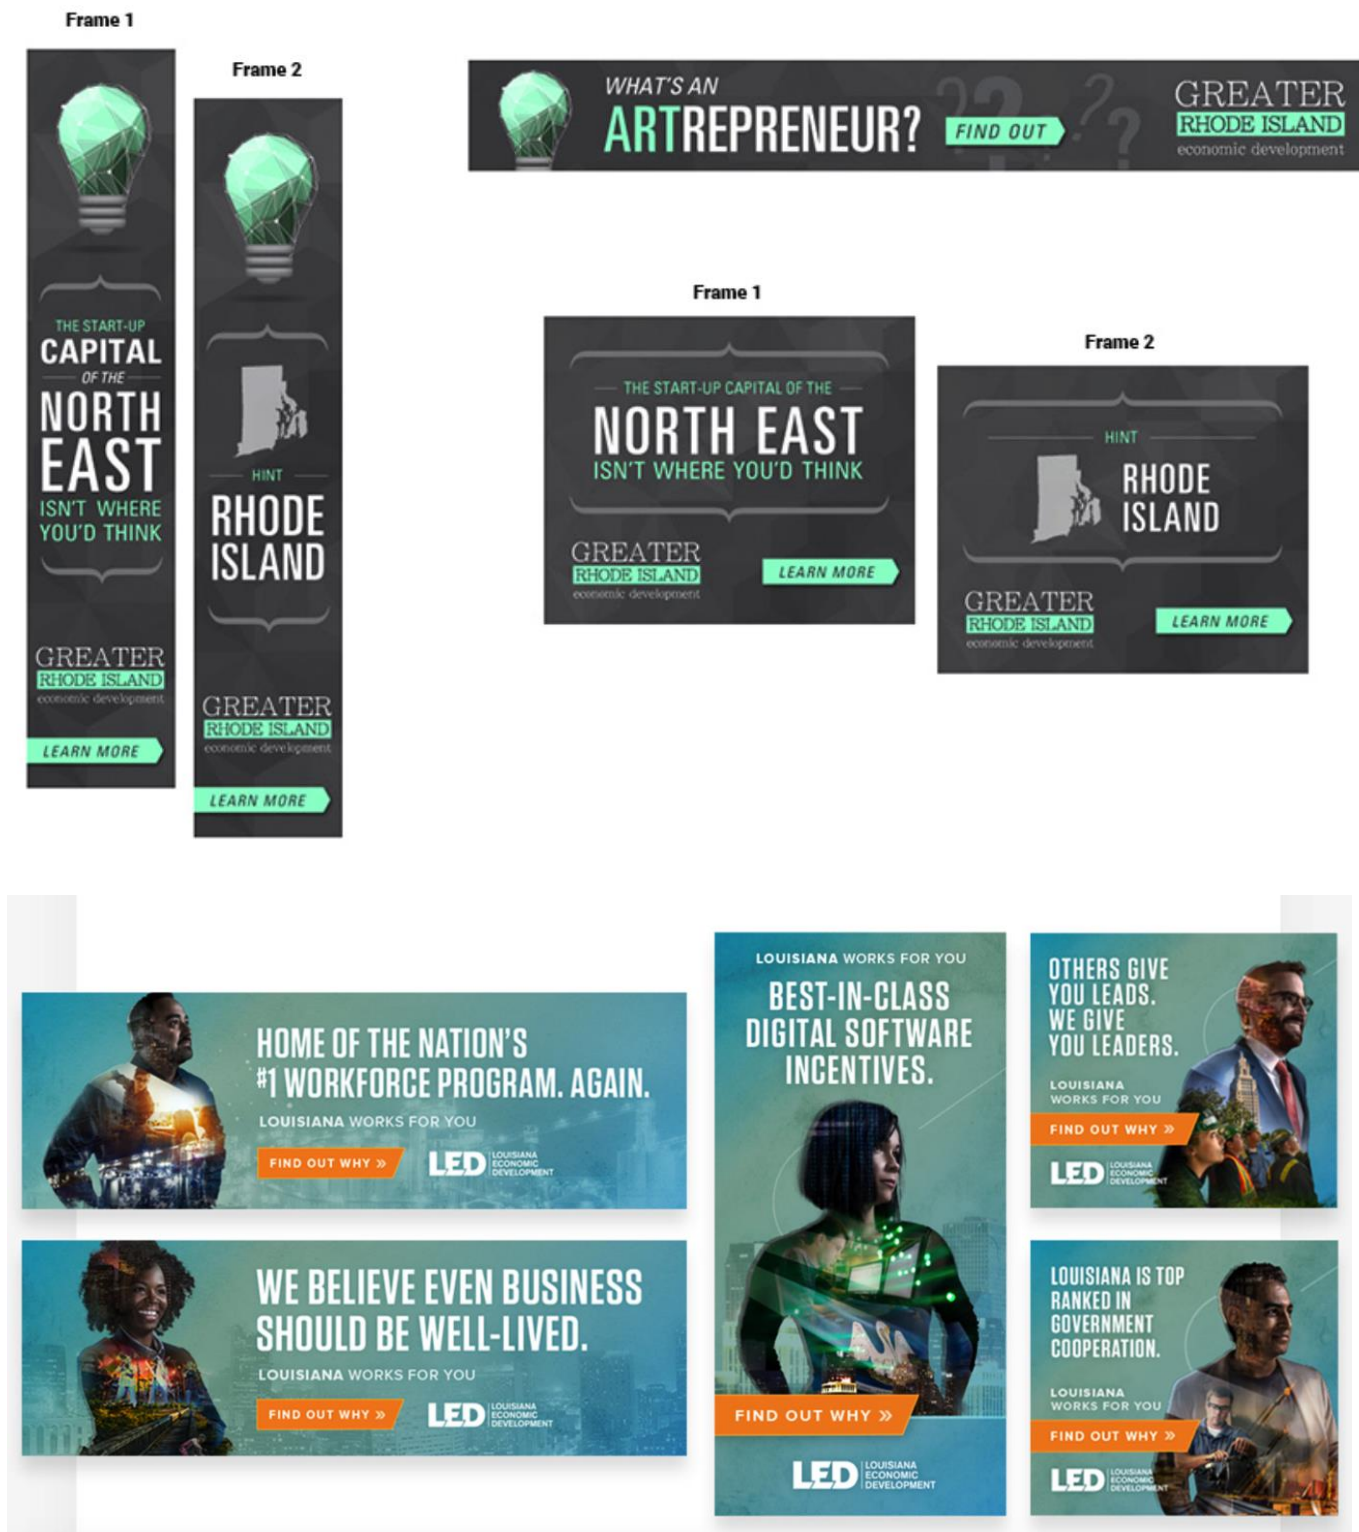 Frame 1
THE START-UP
CAPITAL
OF THE
NORTH
EAST
ISN'T WHERE
YOU'D THINK
GREATER
RHODE ISLAND
economic development
LEARN MORE
Frame 2
HINT
RHODE
ISLAND
GREATER
RHODE ISLAND
economic development
LEARN MORE
WHAT'S AN
ARTREPRENEUR?
FIND OUT
?? ??
GREATER
RHODE ISLAND
economic development
Frame 1
THE START-UP CAPITAL OF THE
NORTH EAST
ISN'T WHERE YOU'D THINK
GREATER
RHODE ISLAND
economic development
LEARN MORE
Frame 2
HINT
RHODE
ISLAND
GREATER
RHODE ISLAND
economic development
LEARN MORE
HOME OF THE NATION'S
#1 WORKFORCE PROGRAM. AGAIN.
LOUISIANA WORKS FOR YOU
FIND OUT WHY »
LED LOUISIANA
ECONOMIC
DEVELOPMENT
WE BELIEVE EVEN BUSINESS
SHOULD BE WELL-LIVED.
LOUISIANA WORKS FOR YOU
FIND OUT WHY »
LED LOUISIANA
ECONOMIC
DEVELOPMENT
LOUISIANA WORKS FOR YOU
BEST-IN-CLASS
DIGITAL SOFTWARE
INCENTIVES.
FIND OUT WHY »
LED LOUISIANA
ECONOMIC
DEVELOPMENT
OTHERS GIVE
YOU LEADS.
WE GIVE
YOU LEADERS.
LOUISIANA
WORKS FOR YOU
FIND OUT WHY »
LED LOUISIANA
ECONOMIC
DEVELOPMENT
LOUISIANA IS TOP
RANKED IN
GOVERNMENT
COOPERATION.
LOUISIANA
WORKS FOR YOU
FIND OUT WHY »
LED LOUISIANA
ECONOMIC
DEVELOPMENT